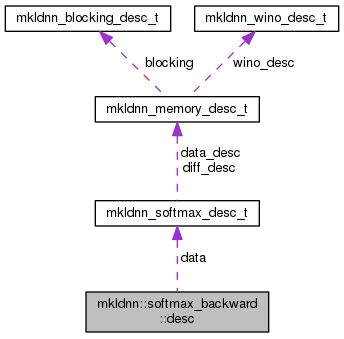 mkldnn_blocking_desc_t
mkldnn_wino_desc_t
blocking
wino_desc
mkldnn_memory_desc_t
data_desc
diff_desc
mkldnn_softmax_desc_t
data
mkldnn::softmax_backward
::desc